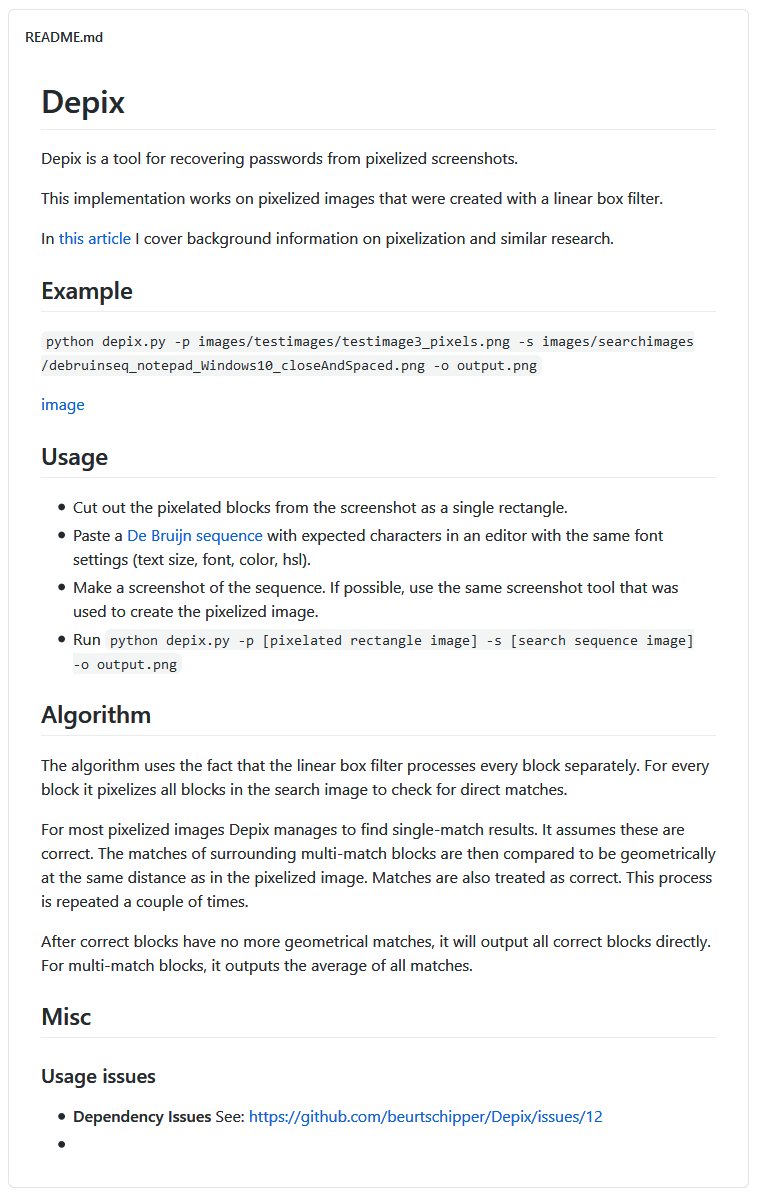 README.md
Depix
Depix is a tool for recovering passwords from pixelized screenshots.
This implementation works on pixelized images that were created with a linear box filter.
In this article I cover background information on pixelization and similar research.
Example
python depix.py -p images/testimages/testimage3_pixels.png -s images/searchimages
/debruinseq_notepad_Windows10_closeAndSpaced.png -o output.png
image
Usage
• Cut out the pixelated blocks from the screenshot as a single rectangle.
• Paste a De Bruijn sequence with expected characters in an editor with the same font
settings (text size, font, color, hsl).
• Make a screenshot of the sequence. If possible, use the same screenshot tool that was
used to create the pixelized image.
• Run python depix.py -p [pixelated rectangle image] -s [search sequence image]
-o output.png
Algorithm
The algorithm uses the fact that the linear box filter processes every block separately. For every
block it pixelizes all blocks in the search image to check for direct matches.
For most pixelized images Depix manages to find single-match results. It assumes these are
correct. The matches of surrounding multi-match blocks are then compared to be geometrically
at the same distance as in the pixelized image. Matches are also treated as correct. This process
is repeated a couple of times.
After correct blocks have no more geometrical matches, it will output all correct blocks directly.
For multi-match blocks, it outputs the average of all matches.
Misc
Usage issues
• Dependency Issues See: https://github.com/beurtschipper/Depix/issues/12
•